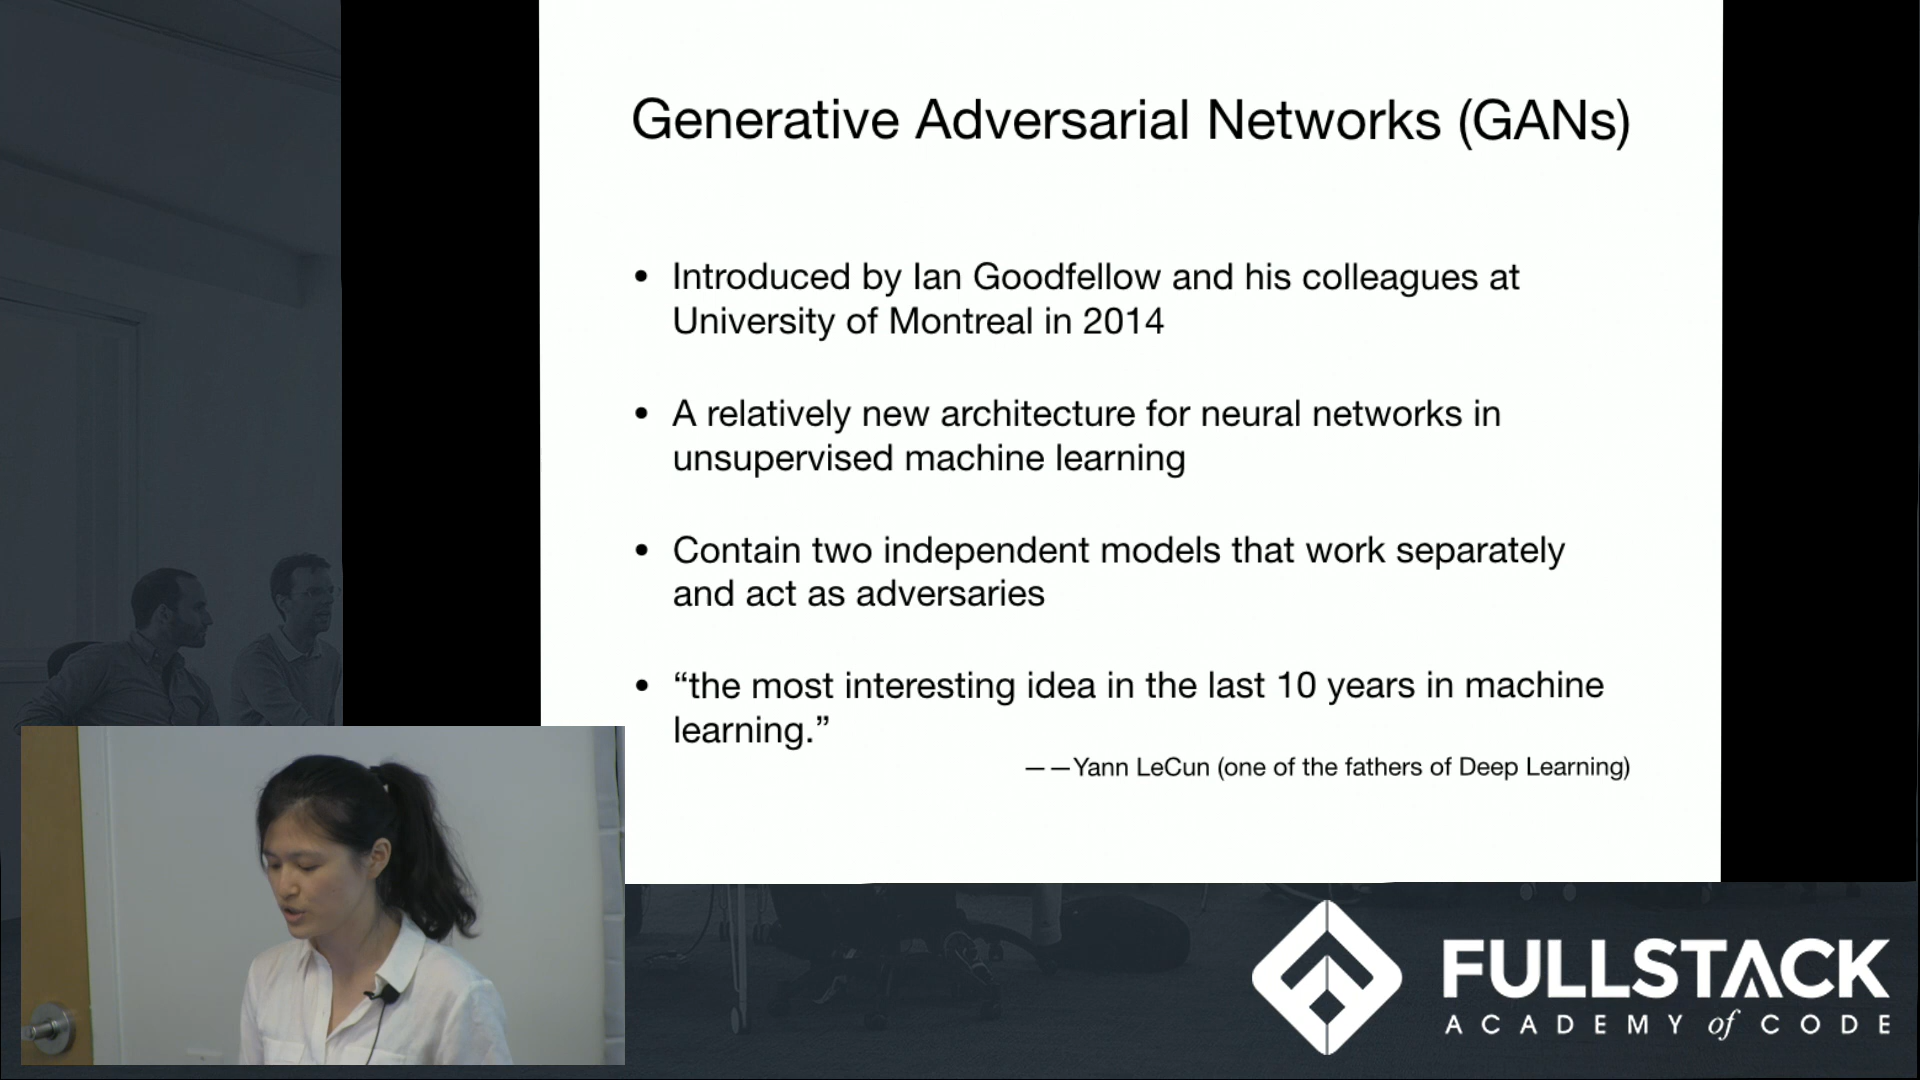 Generative Adversarial Networks (GANs)
• Introduced by Ian Goodfellow and his colleagues at
University of Montreal in 2014
• A relatively new architecture for neural networks in
unsupervised machine learning
• Contain two independent models that work separately
and act as adversaries
• “the most interesting idea in the last 10 years in machine
learning.”
——Yann LeCun (one of the fathers of Deep Learning)
FULLSTACK
ACADEMY of CODE